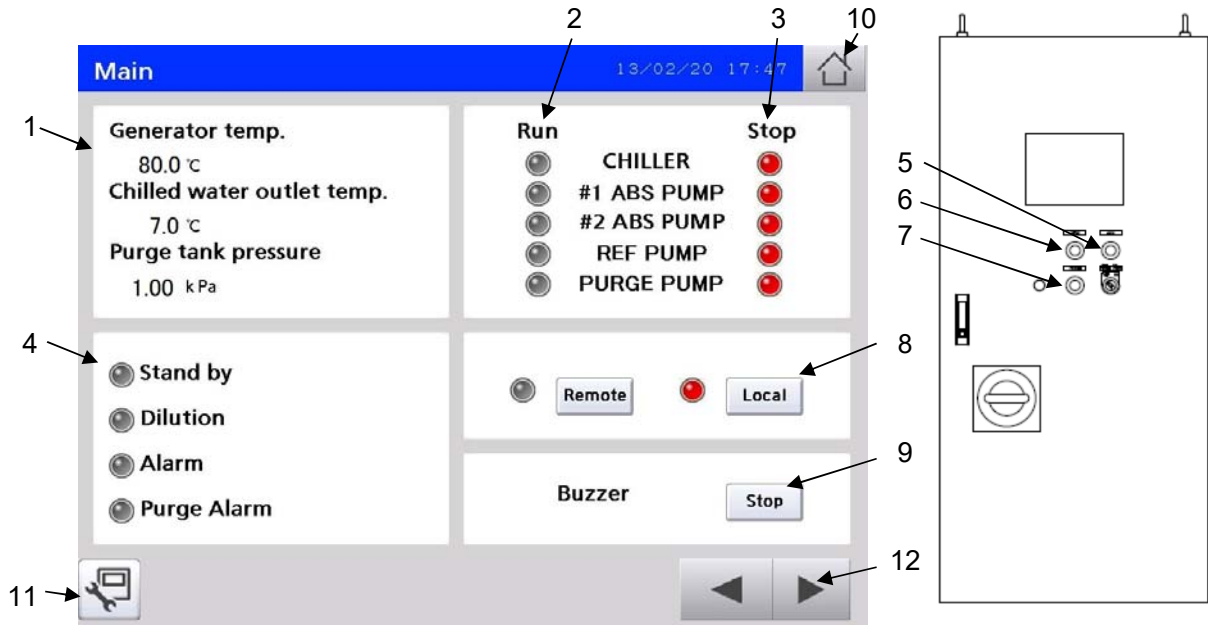 2 3 10
Main 13/02/20 17:47
1
Generator temp.
80.0 ℃
Chilled water outlet temp.
7.0 ℃
Purge tank pressure
1.00 kPa
Run Stop
CHILLER
#1 ABS PUMP
#2 ABS PUMP
REF PUMP
PURGE PUMP
4
Stand by
Dilution
Alarm
Purge Alarm
Remote Local
8
Buzzer Stop
9
11
12
5
6
7